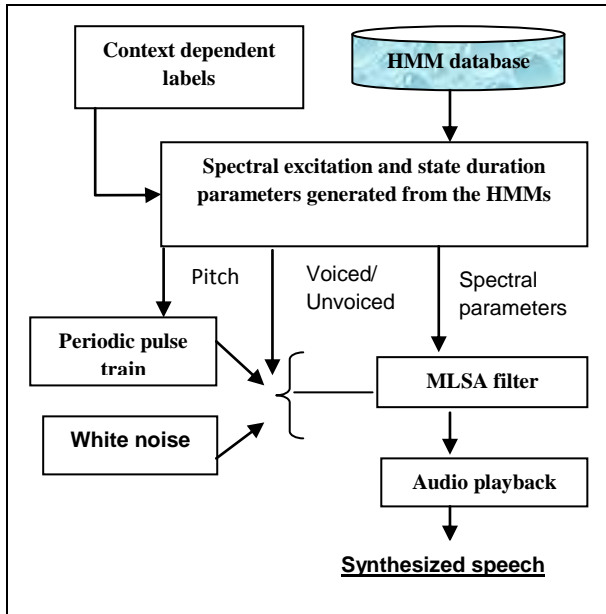 Context dependent
labels
HMM database
Spectral excitation and state duration
parameters generated from the HMMs
Pitch
Voiced/
Unvoiced
Spectral
parameters
Periodic pulse
train
MLSA filter
White noise
Audio playback
Synthesized speech